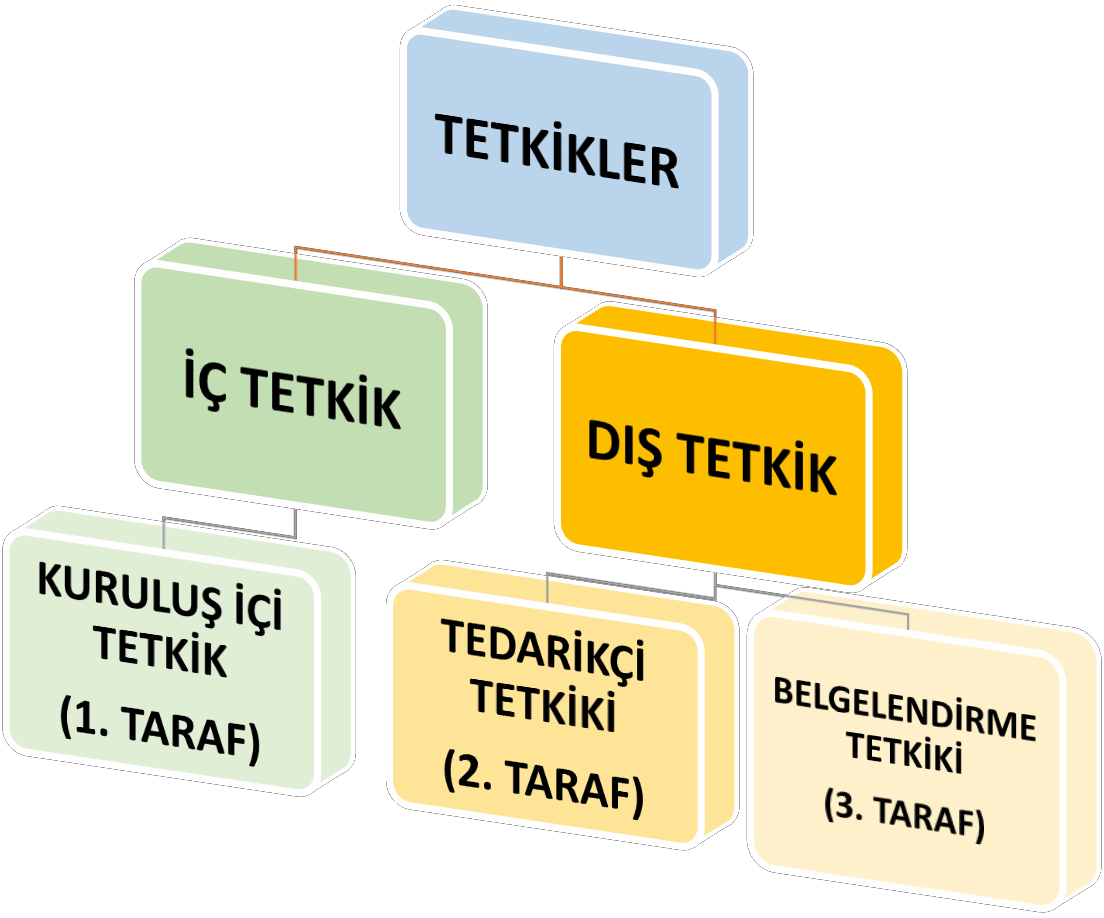 TETKİKLER
İÇ TETKİK
DIŞ TETKİK
KURULUŞ İÇİ
TETKİK
(1. TARAF)
TEDARİKÇİ
TETKİKİ
(2. TARAF)
BELGELENDİRME
TETKİKİ
(3. TARAF)